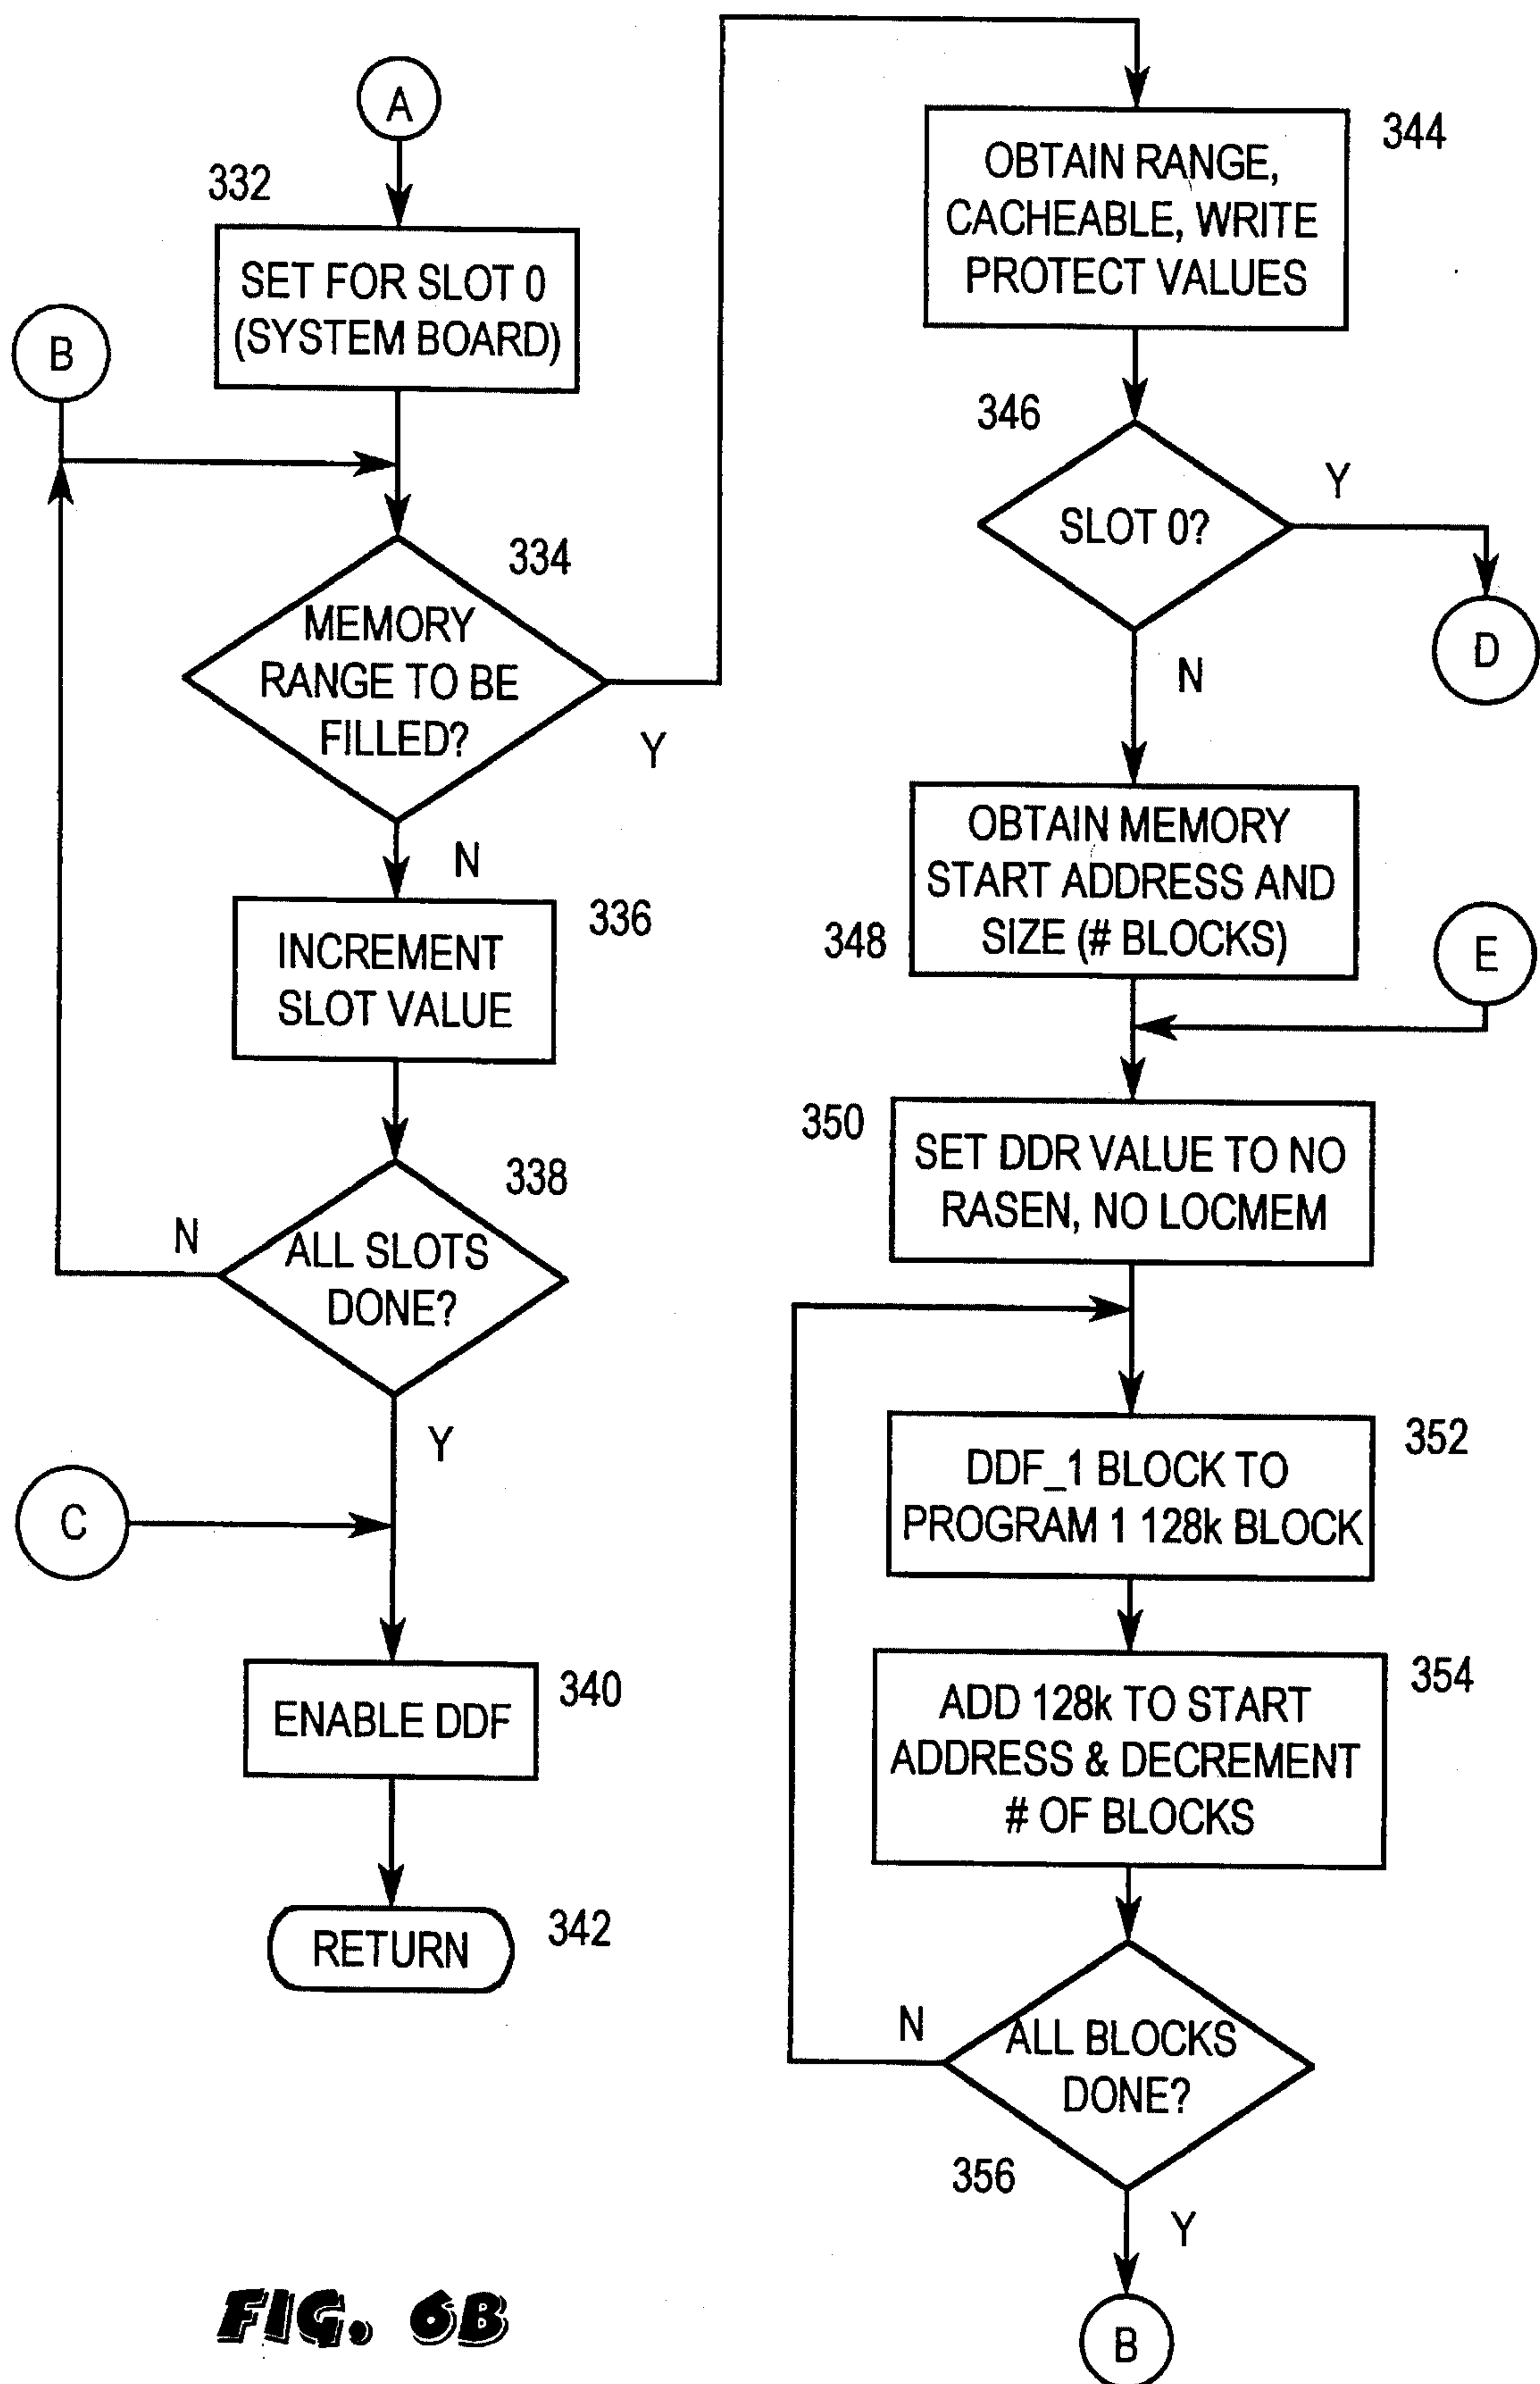 A
332
SET FOR SLOT 0
(SYSTEM BOARD)
B
334
MEMORY
RANGE TO BE
FILLED?
Y
N
336
INCREMENT
SLOT VALUE
338
N
ALL SLOTS
DONE?
Y
C
340
ENABLE DDF
342
RETURN
344
OBTAIN RANGE,
CACHEABLE, WRITE
PROTECT VALUES
346
Y
SLOT 0?
D
N
OBTAIN MEMORY
START ADDRESS AND
SIZE (# BLOCKS)
348
E
350
SET DDR VALUE TO NO
RASEN, NO LOCMEM
352
DDF_1 BLOCK TO
PROGRAM 1 128k BLOCK
354
ADD 128k TO START
ADDRESS & DECREMENT
# OF BLOCKS
N
ALL BLOCKS
DONE?
356
Y
B
FIG. 6B